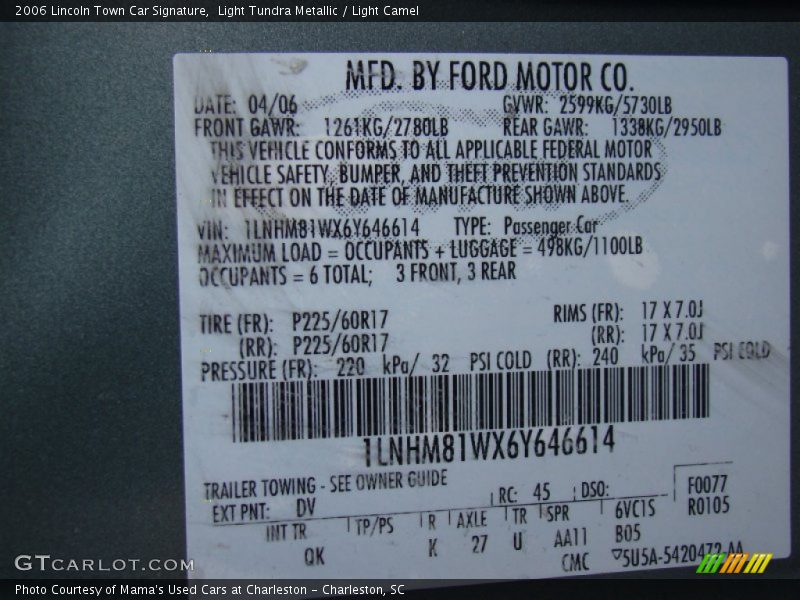 2006 Lincoln Town Car Signature, Light Tundra Metallic / Light Camel
MFD. BY FORD MOTOR CO.
DATE: 04/06 GVWR: 2599KG/5730LB
FRONT GAWR: 1261KG/2780LB REAR GAWR: 1338KG/2950LB
THIS VEHICLE CONFORMS TO ALL APPLICABLE FEDERAL MOTOR
VEHICLE SAFETY, BUMPER, AND THEFT PREVENTION STANDARDS
IN EFFECT ON THE DATE OF MANUFACTURE SHOWN ABOVE.
VIN: 1LNHM81WX6Y646614 TYPE: Passenger Car
MAXIMUM LOAD = OCCUPANTS + LUGGAGE = 498KG/1100LB
OCCUPANTS = 6 TOTAL; 3 FRONT, 3 REAR
TIRE (FR): P225/60R17 RIMS (FR): 17 X 7.0J
(RR): P225/60R17 (RR): 17 X 7.0J
PRESSURE (FR): 220 kPa/ 32 PSI COLD (RR): 240 kPa/ 35 PSI COLD
1LNHM81WX6Y646614
TRAILER TOWING - SEE OWNER GUIDE
EXT PNT: DV RC: 45 DSO: F0077
R0105
INT TR TP/PS R AXLE TR SPR 6VC1S
QK K 27 U AA11 B05
CMC 5U5A-5420472-AA
GTCARLOT.COM
Photo Courtesy of Mama's Used Cars at Charleston - Charleston, SC